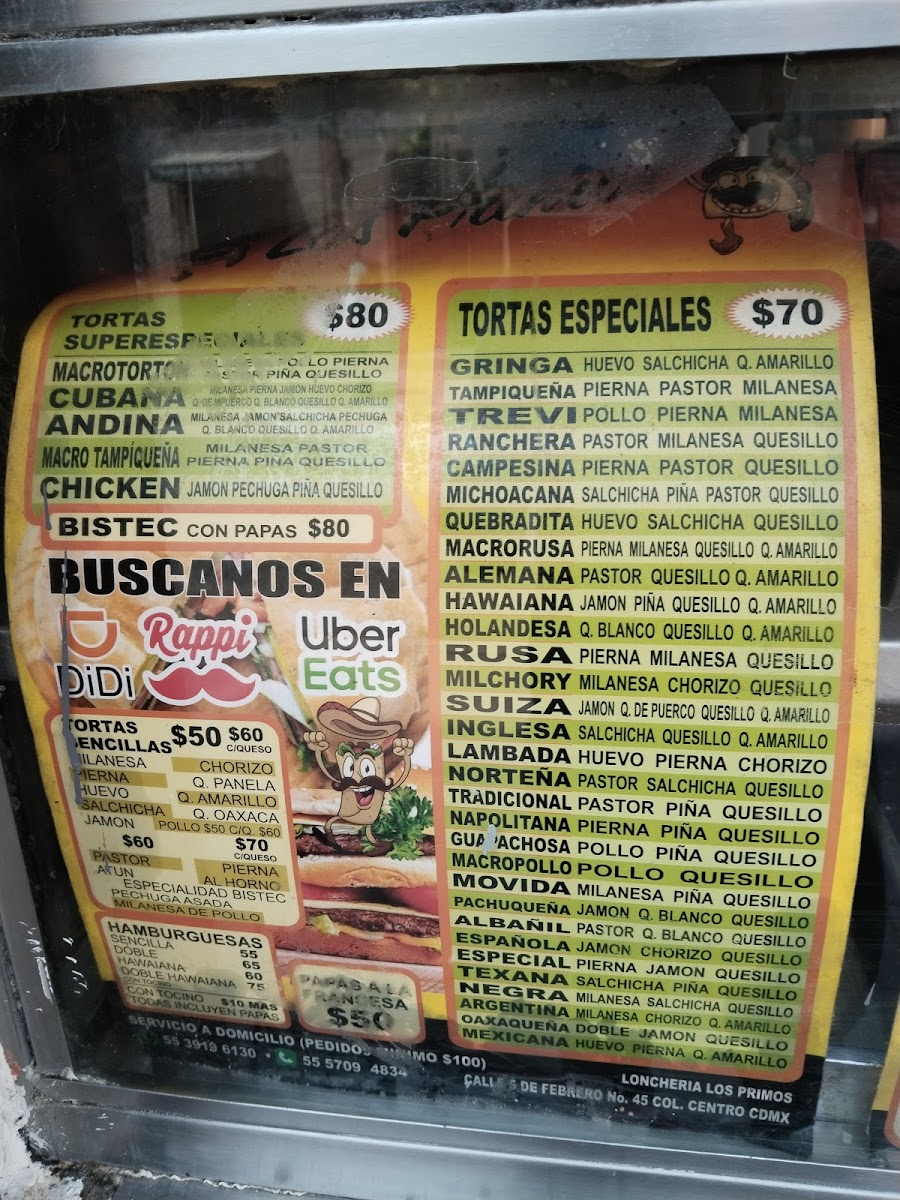 Los
TORTAS
SUPERESPECIALES $80
MACROTORTON POLLO PIERNA
PASTOR PIÑA QUESILLO
CUBANA MILANESA PIERNA JAMON HUEVO CHORIZO
Q. DE MPUERCO Q. BLANCO QUESILLO Q. AMARILLO
ANDINA MILANESA JAMON SALCHICHA PECHUGA
Q. BLANCO QUESILLO Q. AMARILLO
MACRO TAMPIQUEÑA MILANESA PASTOR
PIERNA PIÑA QUESILLO
CHICKEN JAMON PECHUGA PIÑA QUESILLO
BISTEC CON PAPAS $80
BUSCANOS EN
DiDi
Rappi
Uber
Eats
TORTAS
SENCILLAS $50 $60
C/QUESO
MILANESA CHORIZO
PIERNA Q. PANELA
HUEVO Q. AMARILLO
SALCHICHA Q. OAXACA
JAMON POLLO $50 C/Q. $60
$60 $70
C/QUESO
PASTOR PIERNA
ATUN AL HORNO
ESPECIALIDAD BISTEC
PECHUGA ASADA
MILANESA DE POLLO
HAMBURGUESAS
SENCILLA 55
DOBLE 65
HAWAIANA 60
DOBLE HAWAIANA 75
CON TOCINO
CON TOCINO $10 MAS
TODAS INCLUYEN PAPAS
PAPAS A LA
FRANCESA
$50
TORTAS ESPECIALES $70
GRINGA HUEVO SALCHICHA Q. AMARILLO
TAMPIQUEÑA PIERNA PASTOR MILANESA
TREVI POLLO PIERNA MILANESA
RANCHERA PASTOR MILANESA QUESILLO
CAMPESINA PIERNA PASTOR QUESILLO
MICHOACANA SALCHICHA PIÑA PASTOR QUESILLO
QUEBRADITA HUEVO SALCHICHA QUESILLO
MACRORUSA PIERNA MILANESA QUESILLO Q. AMARILLO
ALEMANA PASTOR QUESILLO Q. AMARILLO
HAWAIANA JAMON PIÑA QUESILLO Q. AMARILLO
HOLANDESA Q. BLANCO QUESILLO Q. AMARILLO
RUSA PIERNA MILANESA QUESILLO
MILCHORY MILANESA CHORIZO QUESILLO
SUIZA JAMON Q. DE PUERCO QUESILLO Q. AMARILLO
INGLESA SALCHICHA QUESILLO Q. AMARILLO
LAMBADA HUEVO PIERNA CHORIZO
NORTEÑA PASTOR SALCHICHA QUESILLO
TRADICIONAL PASTOR PIÑA QUESILLO
NAPOLITANA PIERNA PIÑA QUESILLO
GUAPACHOSA POLLO PIÑA QUESILLO
MACROPOLLO POLLO QUESILLO
MOVIDA MILANESA PIÑA QUESILLO
PACHUQUEÑA JAMON Q. BLANCO QUESILLO
ALBAÑIL PASTOR Q. BLANCO QUESILLO
ESPAÑOLA JAMON CHORIZO QUESILLO
ESPECIAL PIERNA JAMON QUESILLO
TEXANA SALCHICHA PIÑA QUESILLO
NEGRA MILANESA SALCHICHA QUESILLO
ARGENTINA MILANESA CHORIZO Q. AMARILLO
OAXAQUEÑA DOBLE JAMON QUESILLO
MEXICANA HUEVO PIERNA Q. AMARILLO
SERVICIO A DOMICILIO (PEDIDOS MINIMO $100)
55 3919 6130 · 55 5709 4834
LONCHERIA LOS PRIMOS
CALLE 5 DE FEBRERO No. 45 COL. CENTRO CDMX